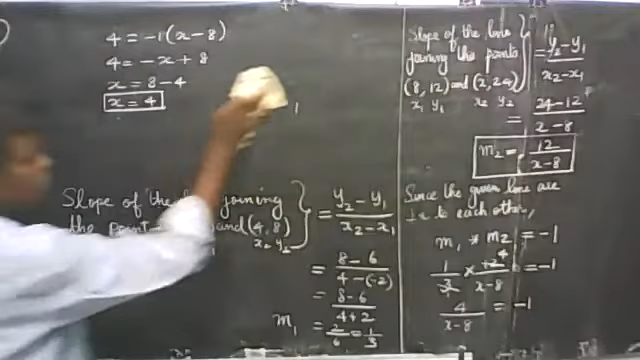 4 = -1(x-8)
4 = -x + 8
x = 8-4
x = 4
Slope of the joining
the and (4,8)
x₂ y₂
= y₂ - y₁ / x₂ - x₁
= 8-6 / 4-(-2)
= 8-6 / 4+2
m₁ = 2/6 = 1/3
Slope of the line
joining the points
(8, 12) and (x, 24)
x₁ y₁ x₂ y₂
= y₂ - y₁ / x₂ - x₁
= 24-12 / x-8
m₂ = 12 / x-8
Since the given line are
⊥r to each other,
m₁ * m₂ = -1
1/3 × 12 4 / x-8 = -1
4 / x-8 = -1